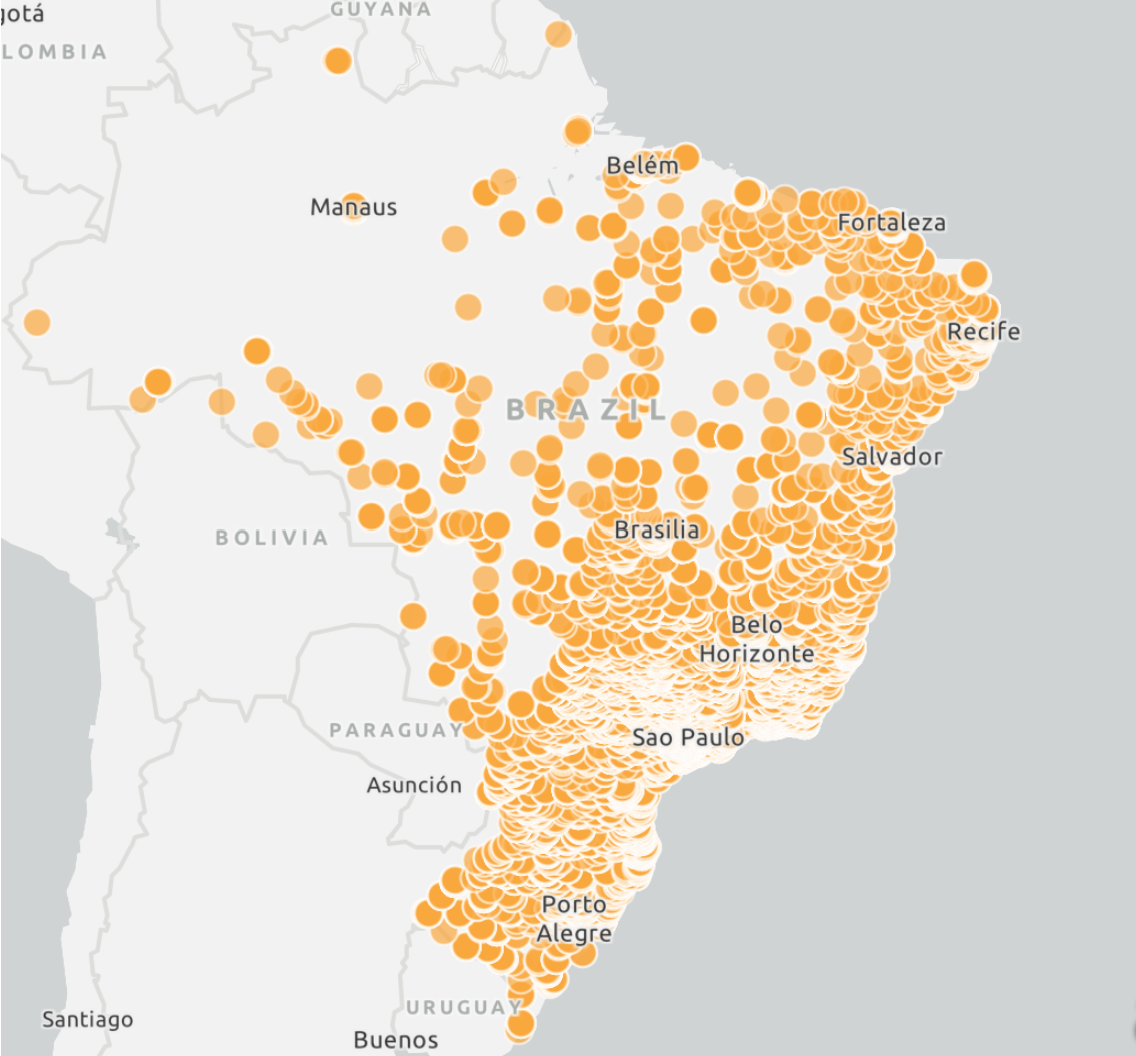 gotá
GUYANA
LOMBIA
Belém
Manaus
Fortaleza
Recife
BRAZIL
Salvador
Brasilia
BOLIVIA
Belo
Horizonte
PARAGUAY
Sao Paulo
Asunción
Porto
Alegre
URUGUAY
Santiago
Buenos